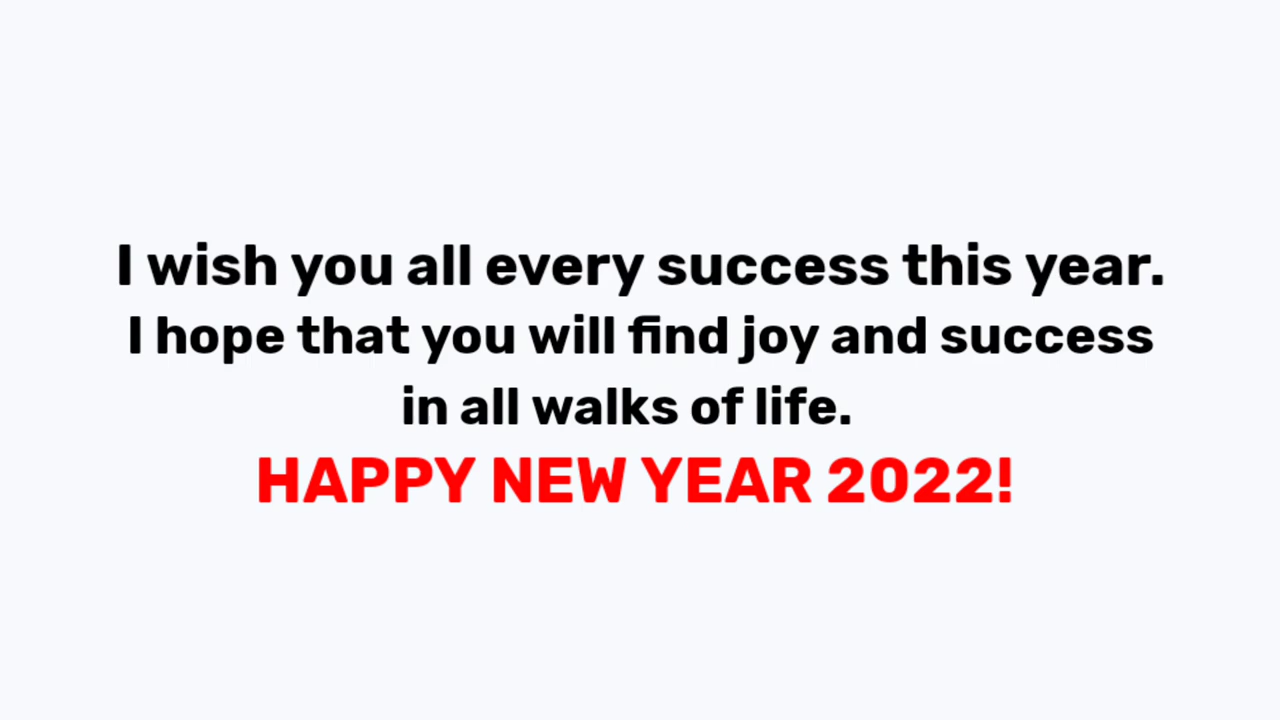 I wish you all every success this year.
I hope that you will find joy and success
in all walks of life.
HAPPY NEW YEAR 2022!